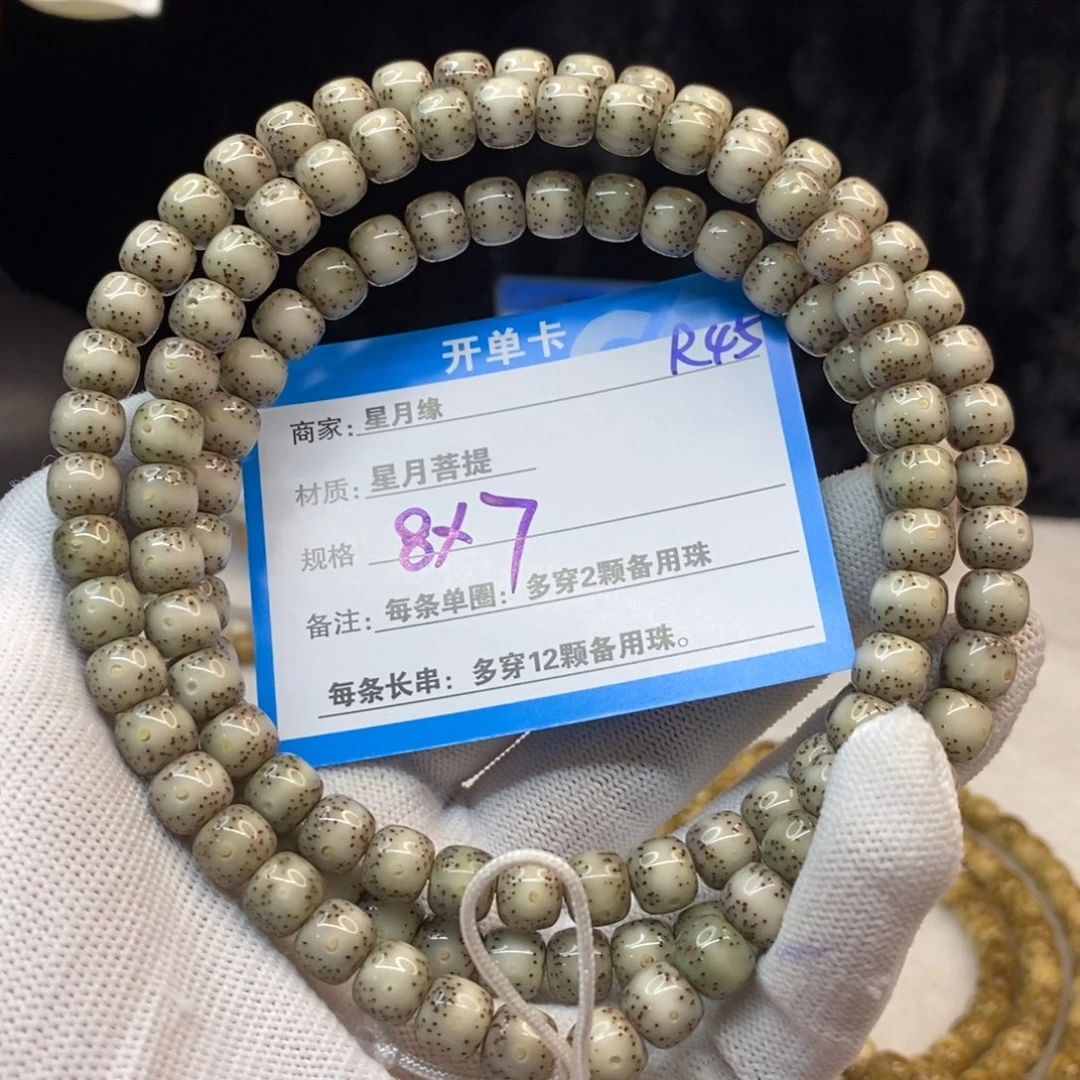 开单卡
R45
商家：星月缘
材质：星月菩提
规格 8x7
备注：每条单圈：多穿2颗备用珠
每条长串：多穿12颗备用珠。